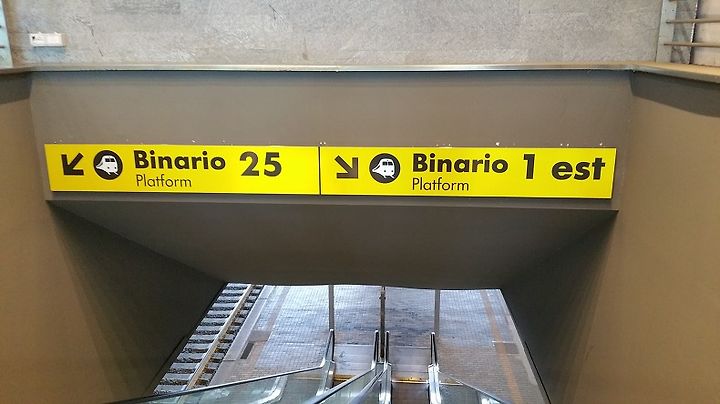 Binario 25
Platform
Binario 1 est
Platform